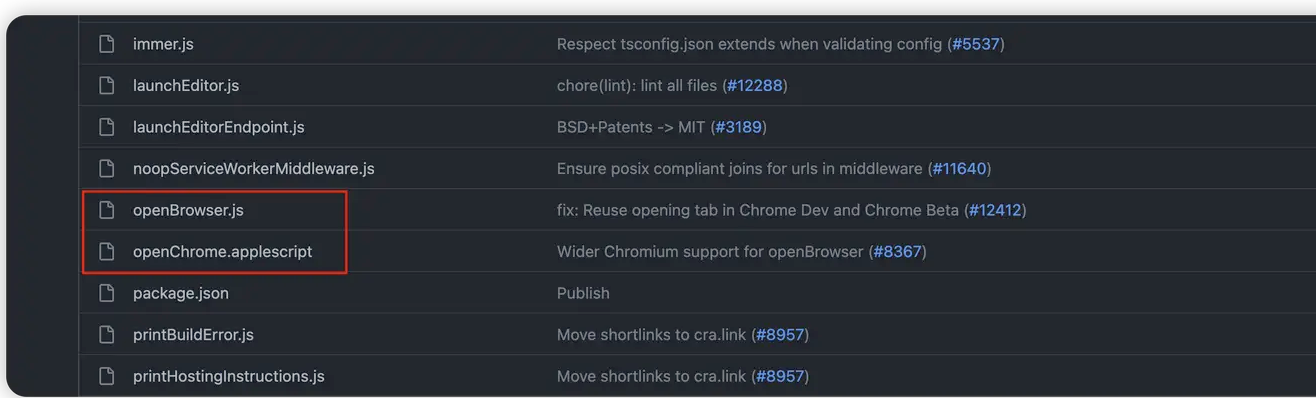 immer.js Respect tsconfig.json extends when validating config (#5537)
launchEditor.js chore(lint): lint all files (#12288)
launchEditorEndpoint.js BSD+Patents -> MIT (#3189)
noopServiceWorkerMiddleware.js Ensure posix compliant joins for urls in middleware (#11640)
openBrowser.js fix: Reuse opening tab in Chrome Dev and Chrome Beta (#12412)
openChrome.applescript Wider Chromium support for openBrowser (#8367)
package.json Publish
printBuildError.js Move shortlinks to cra.link (#8957)
printHostingInstructions.js Move shortlinks to cra.link (#8957)